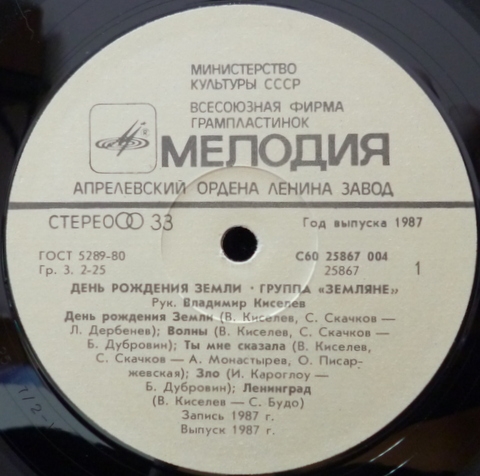 МИНИСТЕРСТВО
КУЛЬТУРЫ СССР
ВСЕСОЮЗНАЯ ФИРМА
ГРАМПЛАСТИНОК
®
МЕЛОДИЯ
АПРЕЛЕВСКИЙ ОРДЕНА ЛЕНИНА ЗАВОД
СТЕРЕО 33
Год выпуска 1987
ГОСТ 5289-80
С60 25867 004
Гр. 3. 2-25
25867
1
ДЕНЬ РОЖДЕНИЯ ЗЕМЛИ · ГРУППА «ЗЕМЛЯНЕ»
Рук. Владимир Киселев
День рождения Земли (В. Киселев, С. Скачков —
Л. Дербенев); Волны (В. Киселев, С. Скачков —
Б. Дубровин); Ты мне сказала (В. Киселев,
С. Скачков — А. Монастырев, О. Писар-
жевская); Зло (И. Кароглоу —
Б. Дубровин); Ленинград
(В. Киселев — С. Будо)
Запись 1987 г.
Выпуск 1987 г.